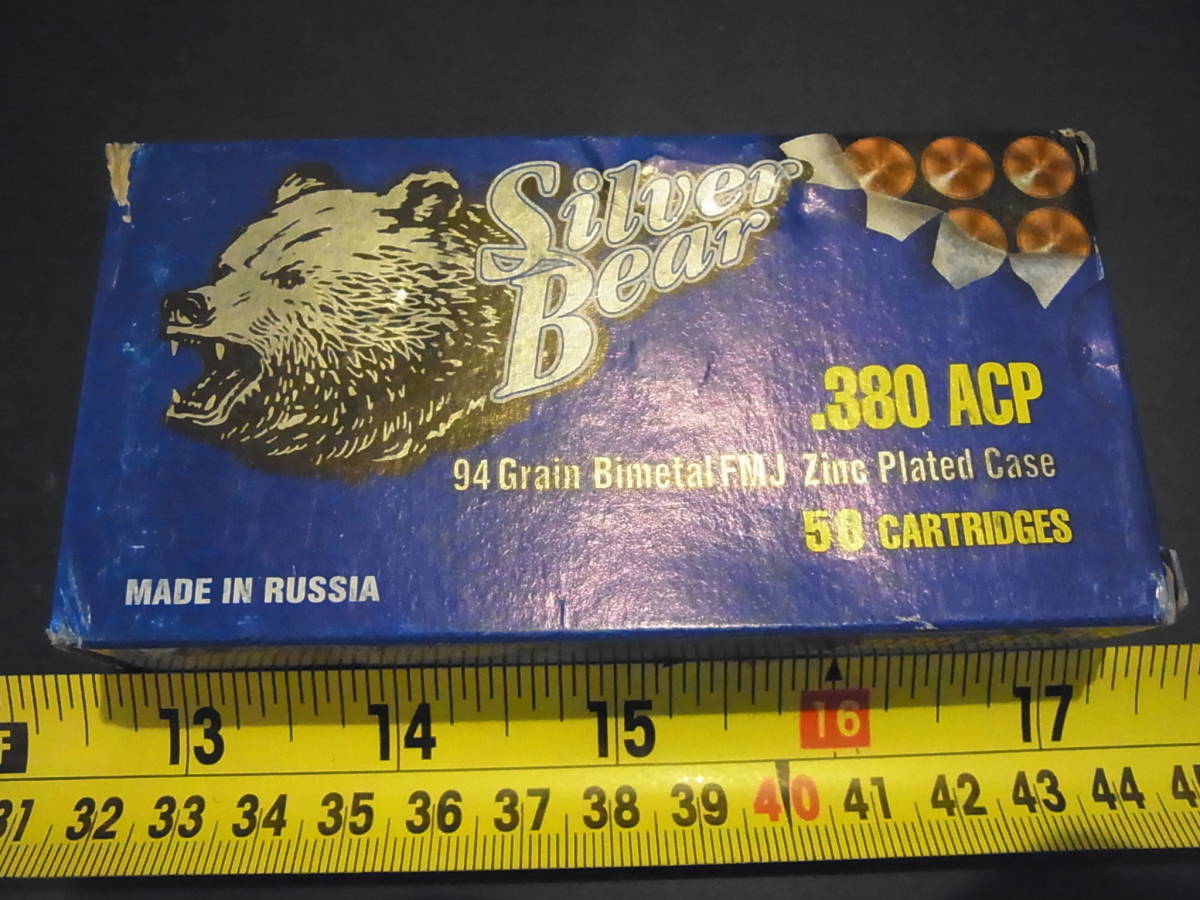 Silver
Bear
.380 ACP
94 Grain Bimetal FMJ Zinc Plated Case
50 CARTRIDGES
MADE IN RUSSIA
F 13 14 15 16 17
31 32 33 34 35 36 37 38 39 40 41 42 43 44